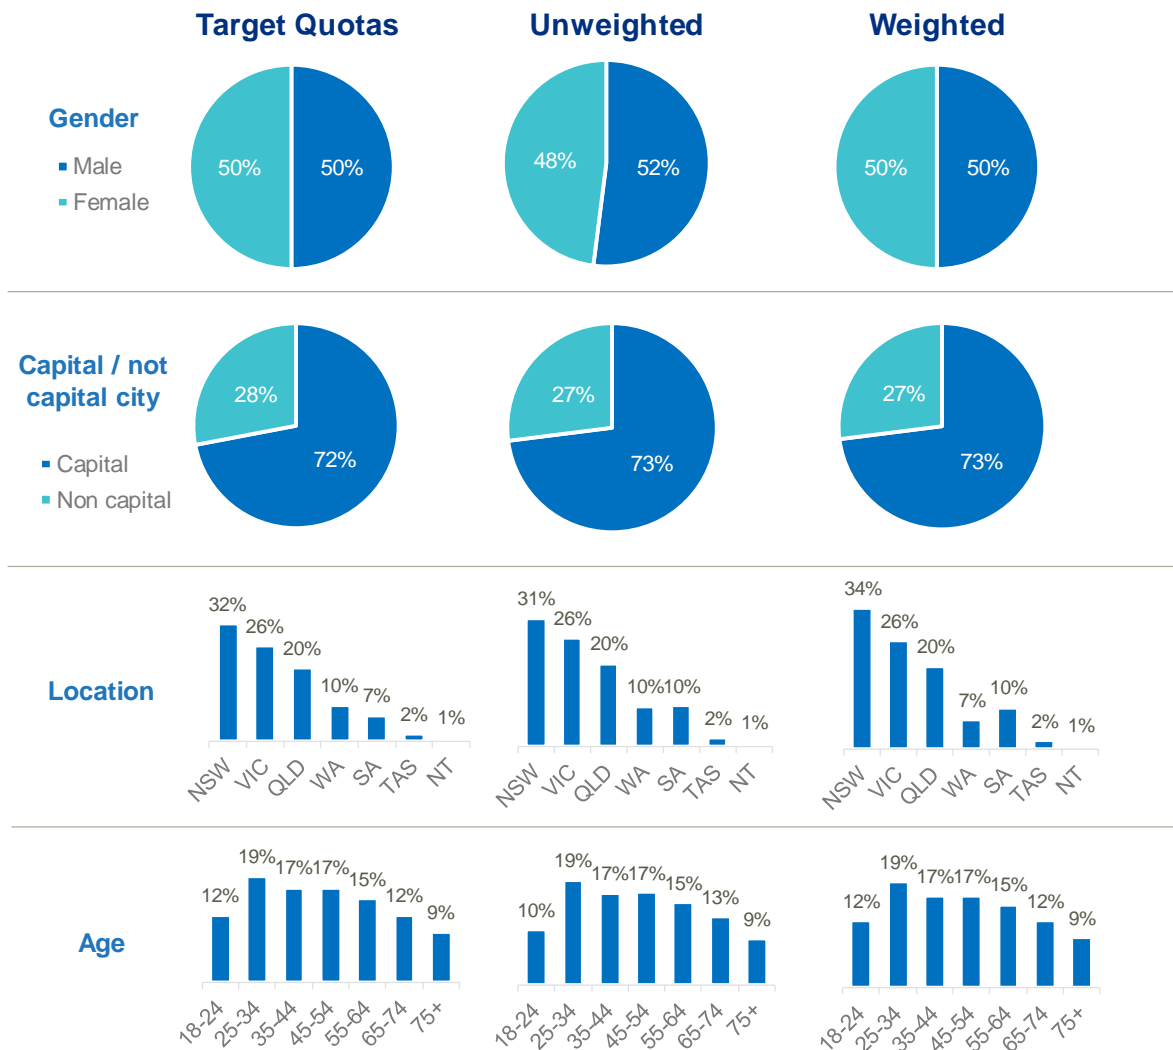 Target Quotas Unweighted Weighted
Gender
Male
Female
50% 50%
48% 52%
50% 50%
Capital / not
capital city
Capital
Non capital
28%
72%
27%
73%
27%
73%
Location
32% 26% 20% 10% 7% 2% 1%
NSW VIC QLD WA SA TAS NT
31% 26% 20% 10% 10% 2% 1%
NSW VIC QLD WA SA TAS NT
34% 26% 20% 7% 10% 2% 1%
NSW VIC QLD WA SA TAS NT
Age
12% 19% 17% 17% 15% 12% 9%
18-24 25-34 35-44 45-54 55-64 65-74 75+
10% 19% 17% 17% 15% 13% 9%
18-24 25-34 35-44 45-54 55-64 65-74 75+
12% 19% 17% 17% 15% 12% 9%
18-24 25-34 35-44 45-54 55-64 65-74 75+